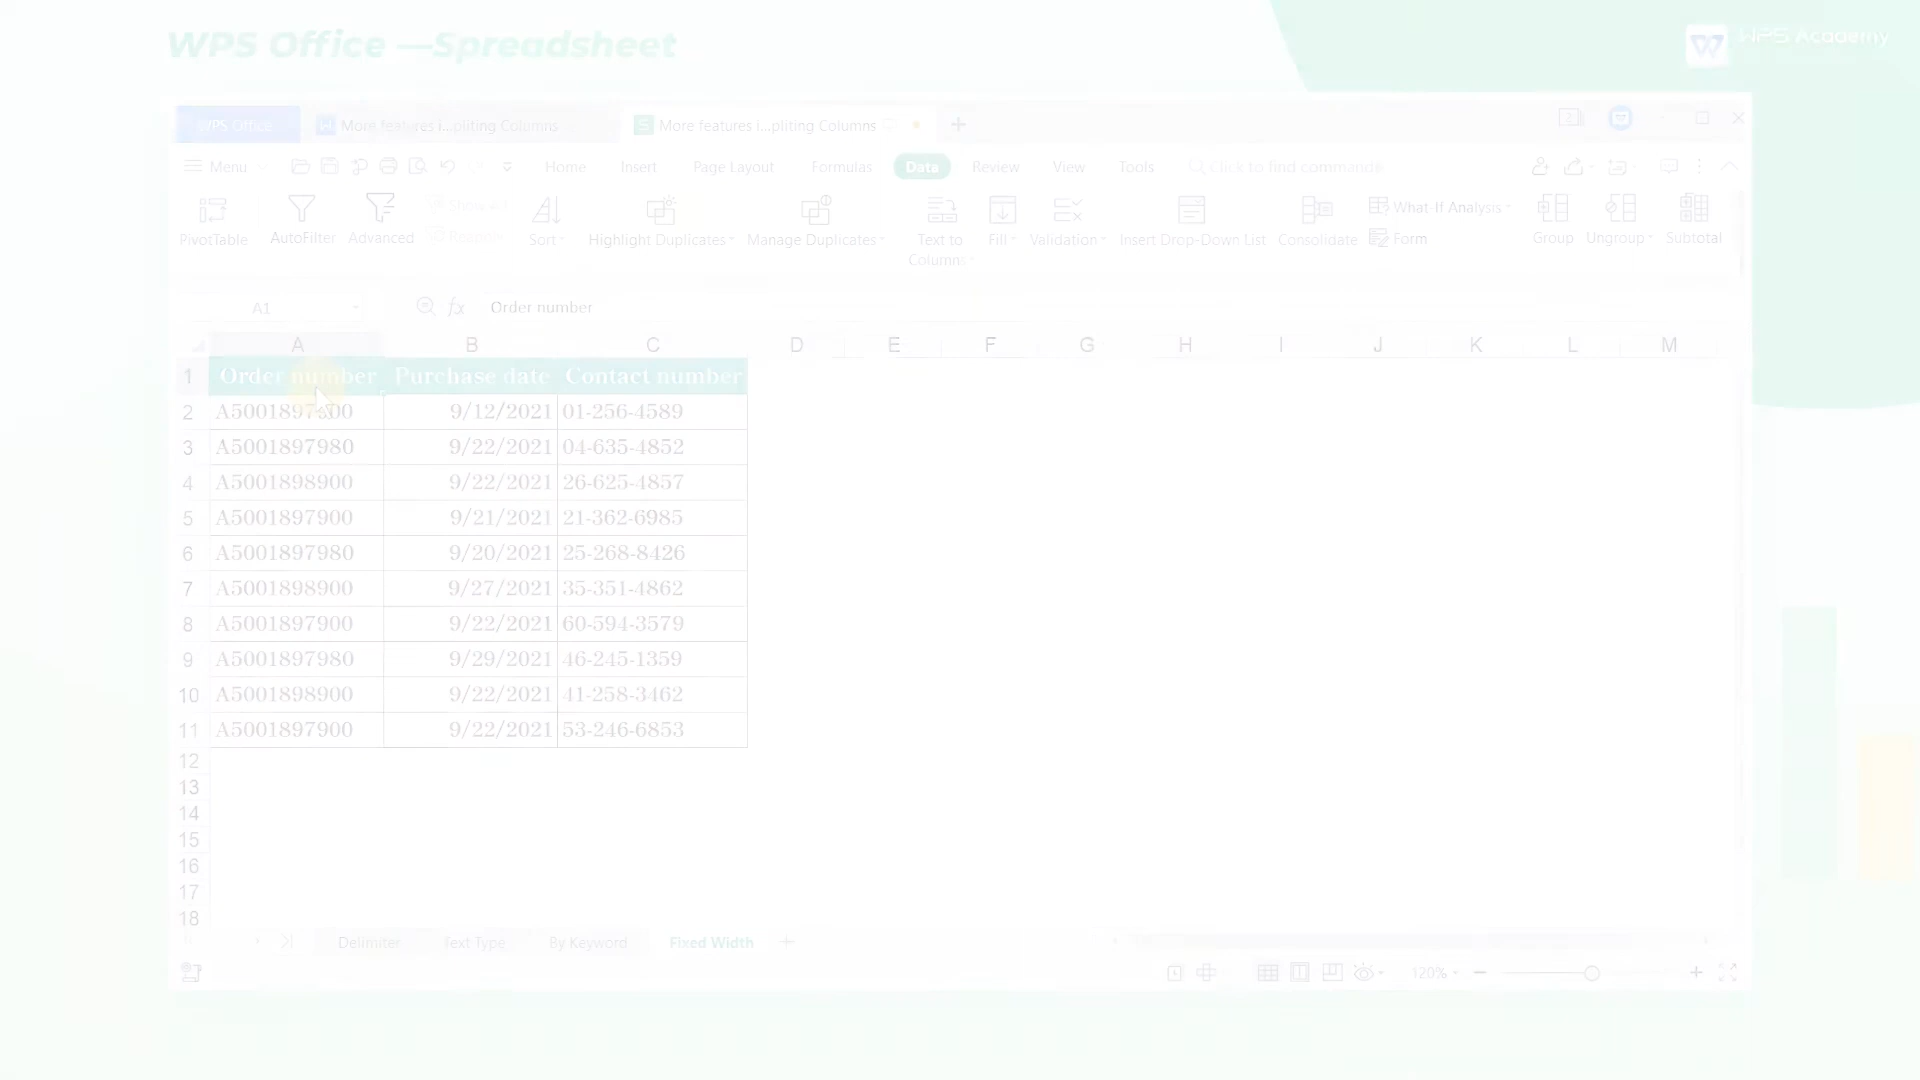 WPS Office —Spreadsheet
WPS Academy
WPS Office
More features i...pliting Columns
More features i...pliting Columns
Menu
Home
Insert
Page Layout
Formulas
Data
Review
View
Tools
Click to find commands
PivotTable
AutoFilter
Advanced
Show All
Reapply
Sort
Highlight Duplicates
Manage Duplicates
Text to
Columns
Fill
Validation
Insert Drop-Down List
Consolidate
What-If Analysis
Form
Group
Ungroup
Subtotal
A1
fx
Order number
A B C D E F G H I J K L M
1 Order number Purchase date Contact number
2 A5001897900 9/12/2021 01-256-4589
3 A5001897980 9/22/2021 04-635-4852
4 A5001898900 9/22/2021 26-625-4857
5 A5001897900 9/21/2021 21-362-6985
6 A5001897980 9/20/2021 25-268-8426
7 A5001898900 9/27/2021 35-351-4862
8 A5001897900 9/22/2021 60-594-3579
9 A5001897980 9/29/2021 46-245-1359
10 A5001898900 9/22/2021 41-258-3462
11 A5001897900 9/22/2021 53-246-6853
12
13
14
15
16
17
18
Delimiter
Text Type
By Keyword
Fixed Width
120%